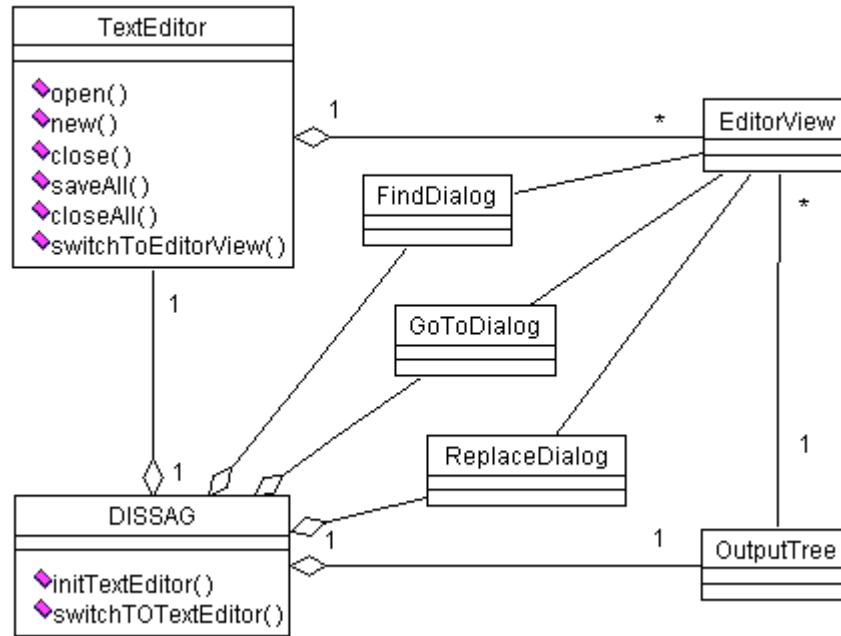 TextEditor
open()
new()
close()
saveAll()
closeAll()
switchToEditorView()
1
*
EditorView
FindDialog
*
1
GoToDialog
ReplaceDialog
1
1
DISSAG
initTextEditor()
switchTOTextEditor()
1
1
OutputTree